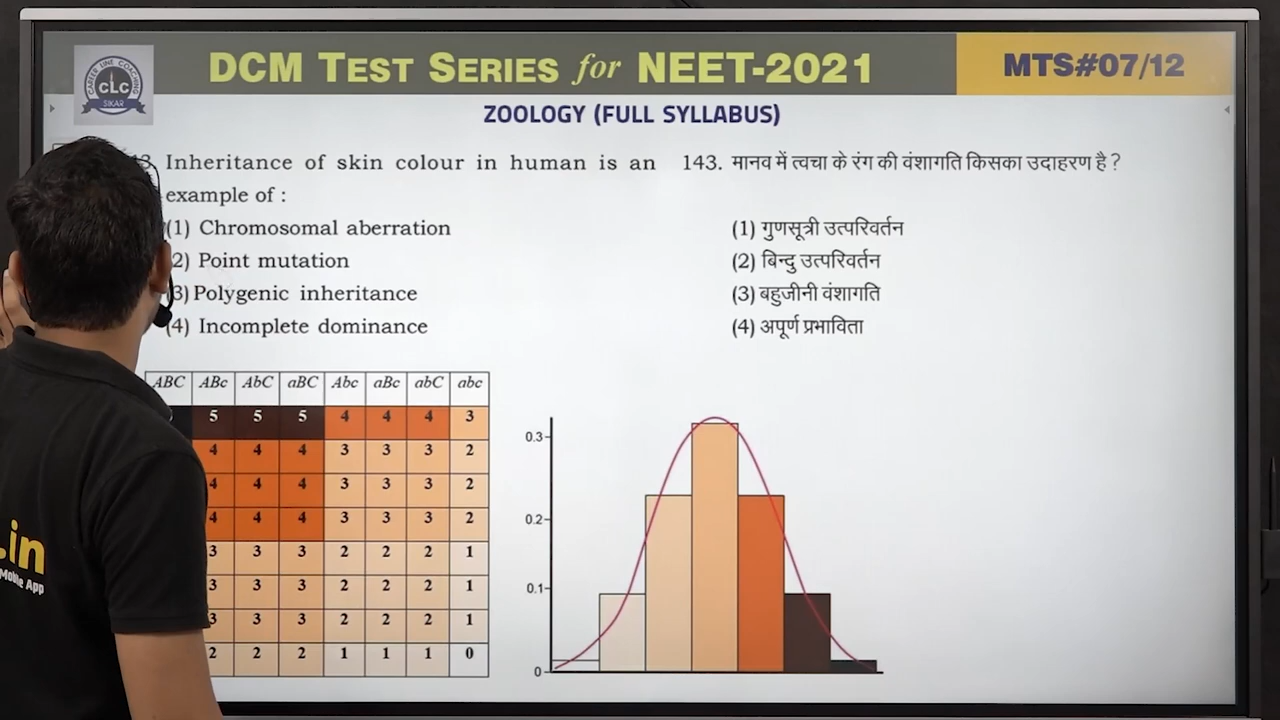 DCM TEST SERIES for NEET-2021
MTS#07/12
CAREER LINE COACHING
CLC
SIKAR
ZOOLOGY (FULL SYLLABUS)
Inheritance of skin colour in human is an
example of :
(1) Chromosomal aberration
2) Point mutation
(3) Polygenic inheritance
(4) Incomplete dominance
143. मानव में त्वचा के रंग की वंशागति किसका उदाहरण है ?
(1) गुणसूत्री उत्परिवर्तन
(2) बिन्दु उत्परिवर्तन
(3) बहुजीनी वंशागति
(4) अपूर्ण प्रभाविता
ABC ABc AbC aBC Abc aBc abC abc
5 5 5 4 4 4 3
4 4 4 3 3 3 2
4 4 4 3 3 3 2
4 4 4 3 3 3 2
3 3 3 2 2 2 1
3 3 3 2 2 2 1
3 3 3 2 2 2 1
2 2 2 1 1 1 0
0.3
0.2
0.1
0
.in
Mobile App